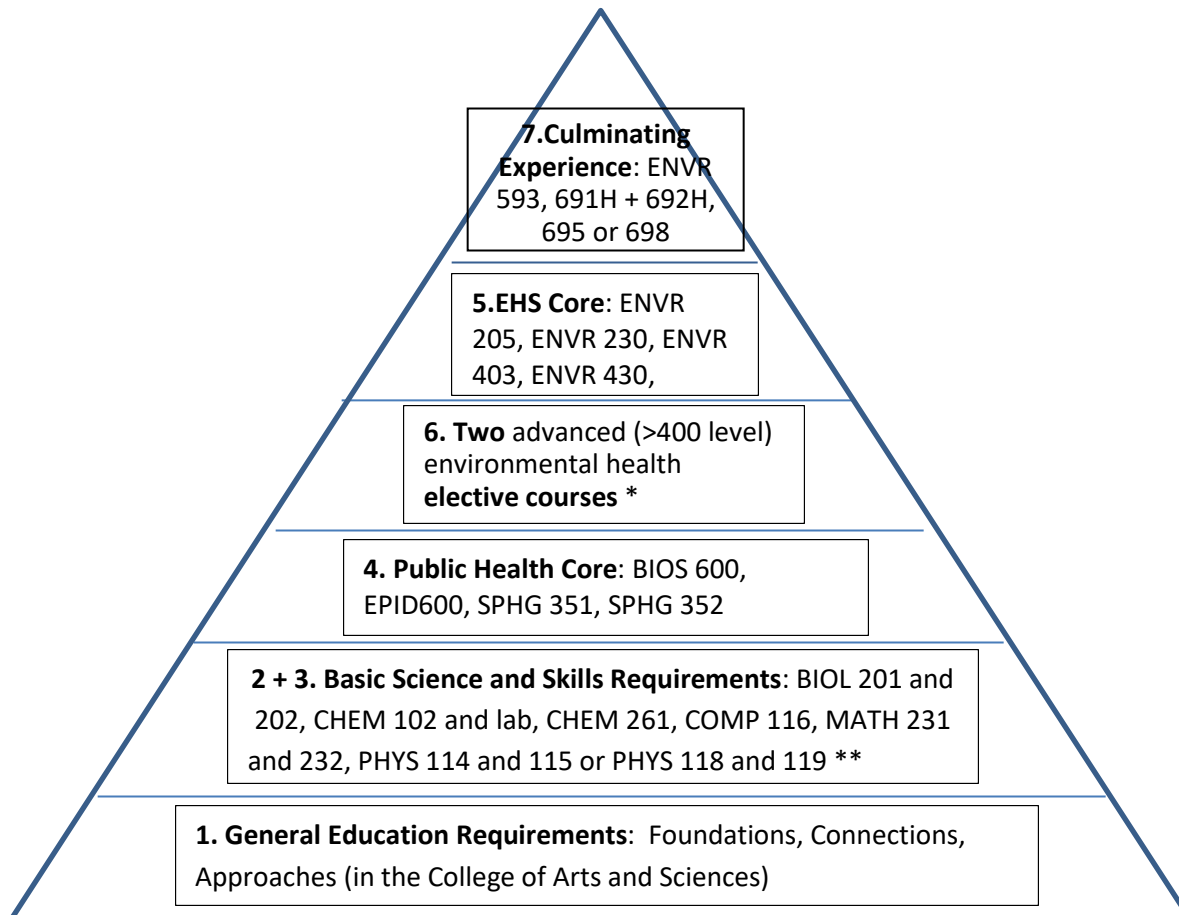 7.Culminating
Experience: ENVR
593, 691H + 692H,
695 or 698
5.EHS Core: ENVR
205, ENVR 230, ENVR
403, ENVR 430,
6. Two advanced (>400 level)
environmental health
elective courses *
4. Public Health Core: BIOS 600,
EPID600, SPHG 351, SPHG 352
2 + 3. Basic Science and Skills Requirements: BIOL 201 and
202, CHEM 102 and lab, CHEM 261, COMP 116, MATH 231
and 232, PHYS 114 and 115 or PHYS 118 and 119 **
1. General Education Requirements: Foundations, Connections,
Approaches (in the College of Arts and Sciences)